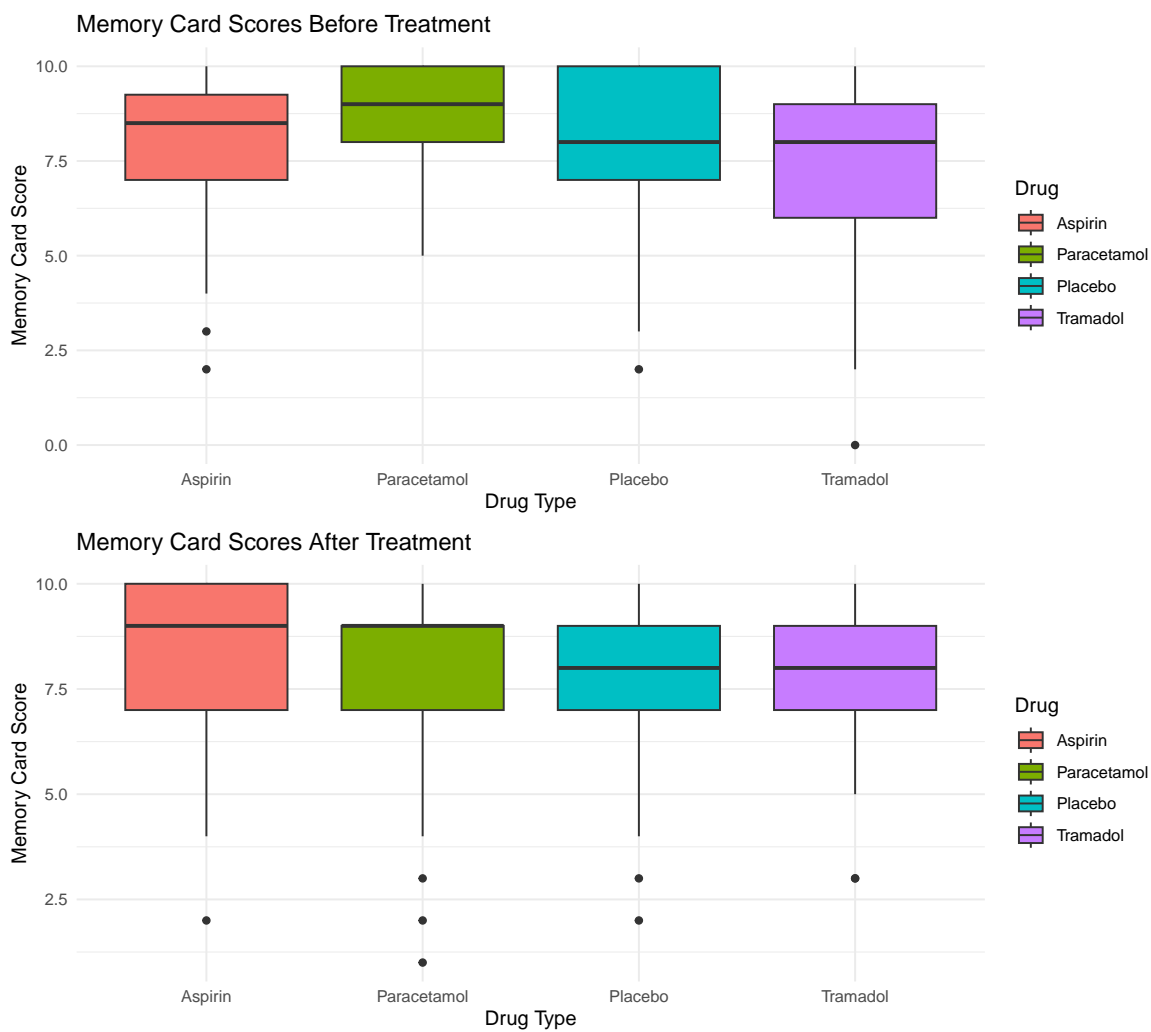 Memory Card Scores Before Treatment
Memory Card Score
10.0
7.5
5.0
2.5
0.0
Aspirin Paracetamol Placebo Tramadol
Drug Type
Drug
Aspirin
Paracetamol
Placebo
Tramadol
Memory Card Scores After Treatment
Memory Card Score
10.0
7.5
5.0
2.5
Aspirin Paracetamol Placebo Tramadol
Drug Type
Drug
Aspirin
Paracetamol
Placebo
Tramadol